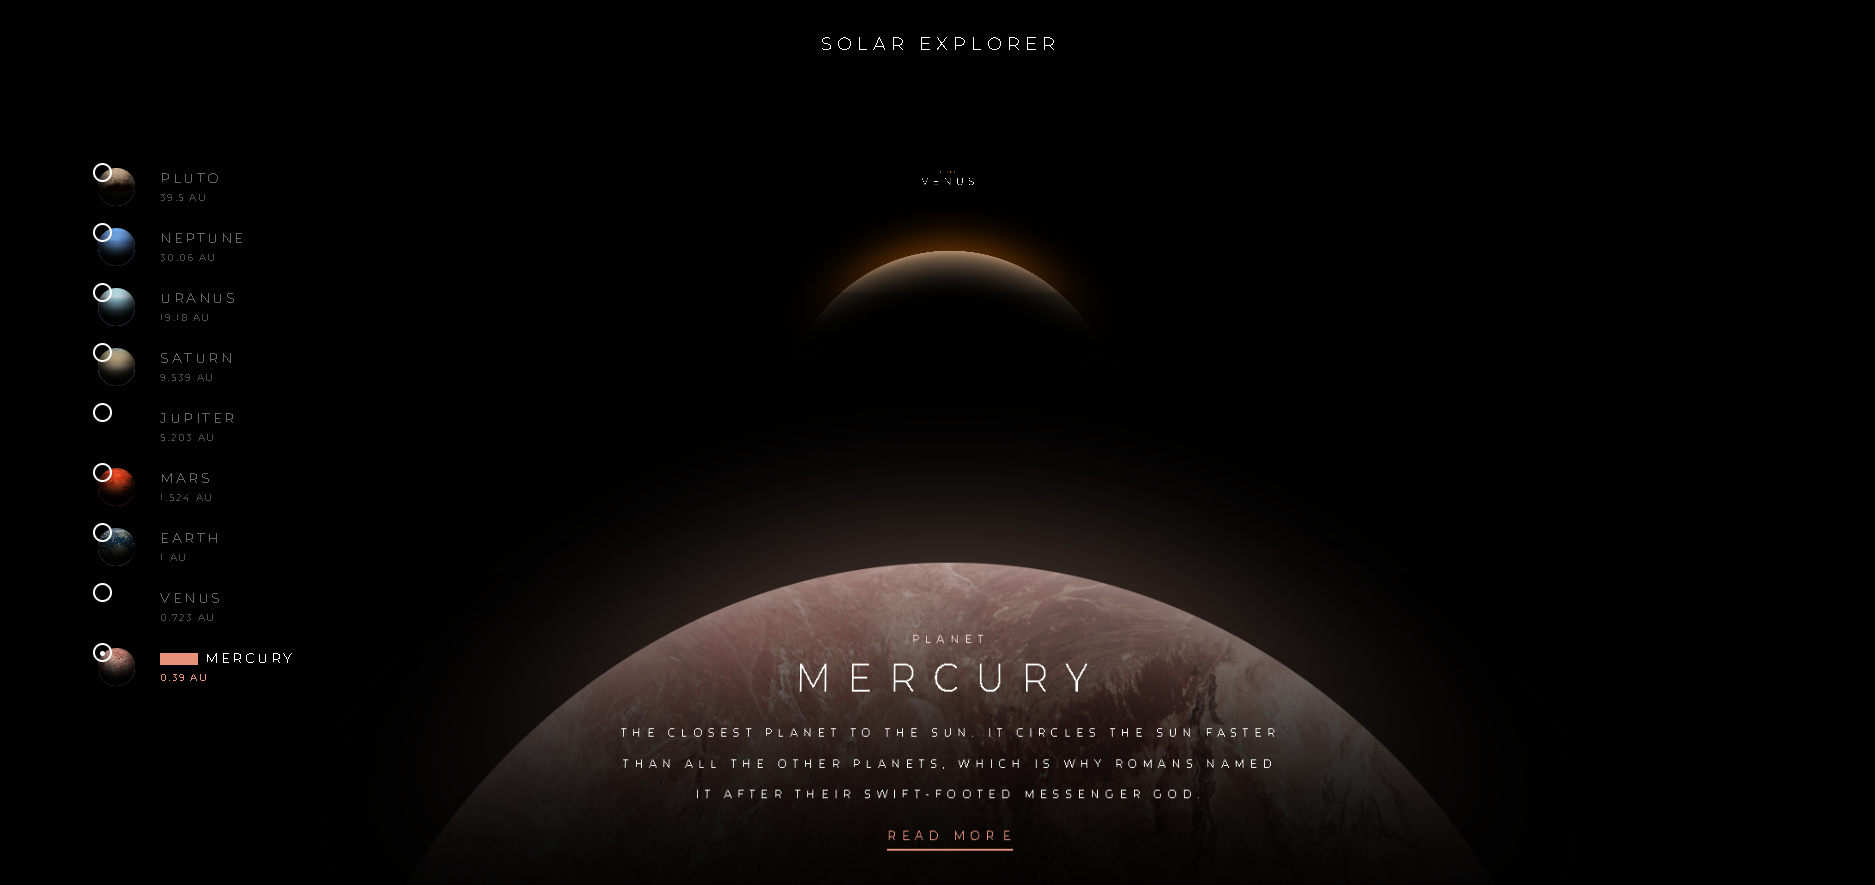 SOLAR EXPLORER
PLUTO
39.5 AU
NEPTUNE
30.06 AU
URANUS
19.18 AU
SATURN
9.539 AU
JUPITER
5.203 AU
MARS
1.524 AU
EARTH
1 AU
VENUS
0.723 AU
MERCURY
0.39 AU
VENUS
PLANET
MERCURY
THE CLOSEST PLANET TO THE SUN. IT CIRCLES THE SUN FASTER
THAN ALL THE OTHER PLANETS, WHICH IS WHY ROMANS NAMED
IT AFTER THEIR SWIFT-FOOTED MESSENGER GOD.
READ MORE